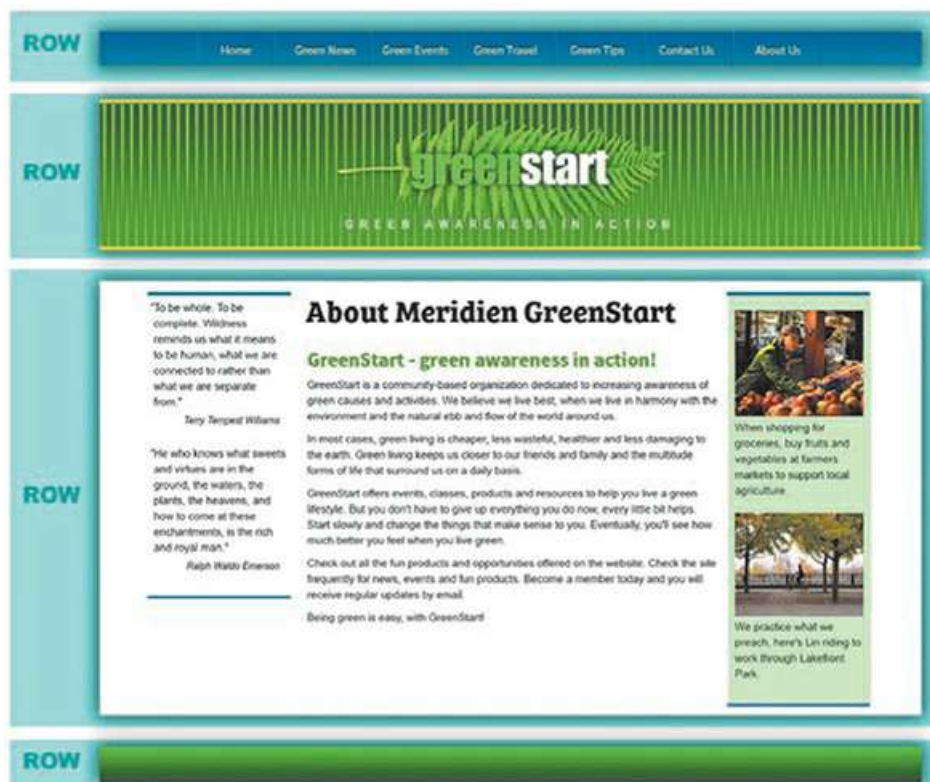 ROW
Home Green News Green Events Green Travel Green Tips Contact Us About Us
ROW
greenstart
GREEN AWARENESS IN ACTION
ROW
"To be whole. To be
complete. Wildness
reminds us what it means
to be human, what we are
connected to rather than
what we are separate
from."
Terry Tempest Williams
"He who knows what sweets
and virtues are in the
ground, the waters, the
plants, the heavens, and
how to come at these
enchantments, is the rich
and royal man."
Ralph Waldo Emerson
About Meridien GreenStart
GreenStart - green awareness in action!
GreenStart is a community-based organization dedicated to increasing awareness of
green causes and activities. We believe we live best, when we live in harmony with the
environment and the natural ebb and flow of the world around us.
In most cases, green living is cheaper, less wasteful, healthier and less damaging to
the earth. Green living keeps us closer to our friends and family and the multitude
forms of life that surround us on a daily basis.
GreenStart offers events, classes, products and resources to help you live a green
lifestyle. But you don't have to give up everything you do now, every little bit helps.
Start slowly and change the things that make sense to you. Eventually, you'll see how
much better you feel when you live green.
Check out all the fun products and opportunities offered on the website. Check the site
frequently for news, events and fun products. Become a member today and you will
receive regular updates by email.
Being green is easy, with GreenStart!
When shopping for
groceries, buy fruits and
vegetables at farmers
markets to support local
agriculture.
We practice what we
preach, here's Lin riding to
work through Lakefront
Park.
ROW